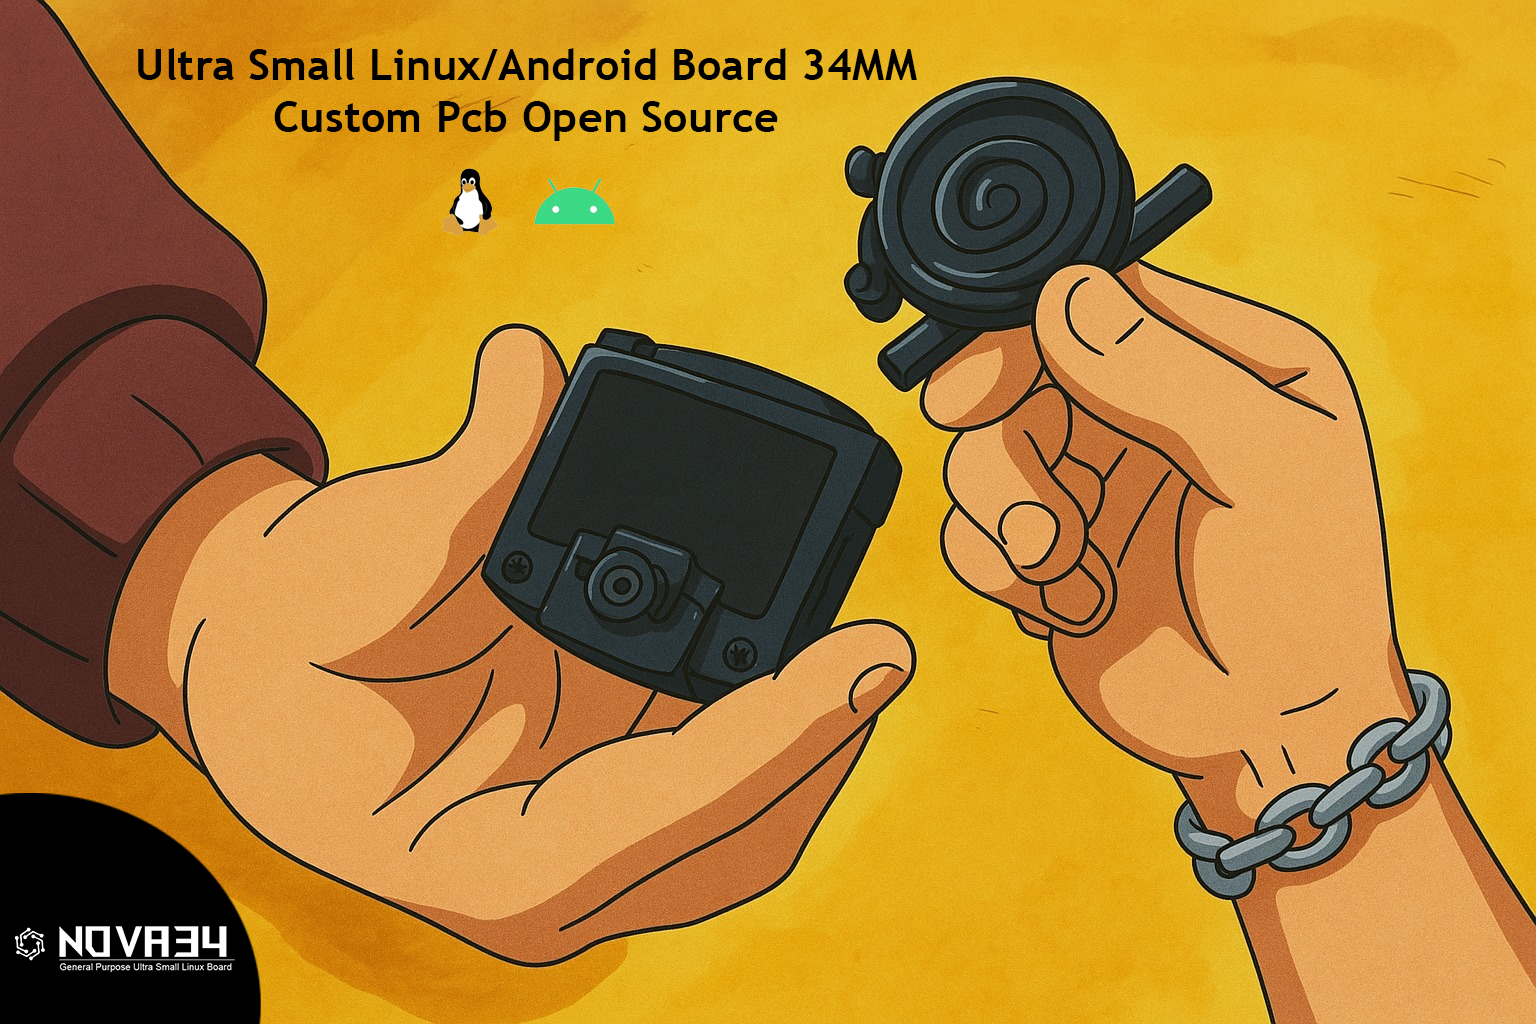 Ultra Small Linux/Android Board 34MM
Custom Pcb Open Source
NOVA34
General Purpose Ultra Small Linux Board